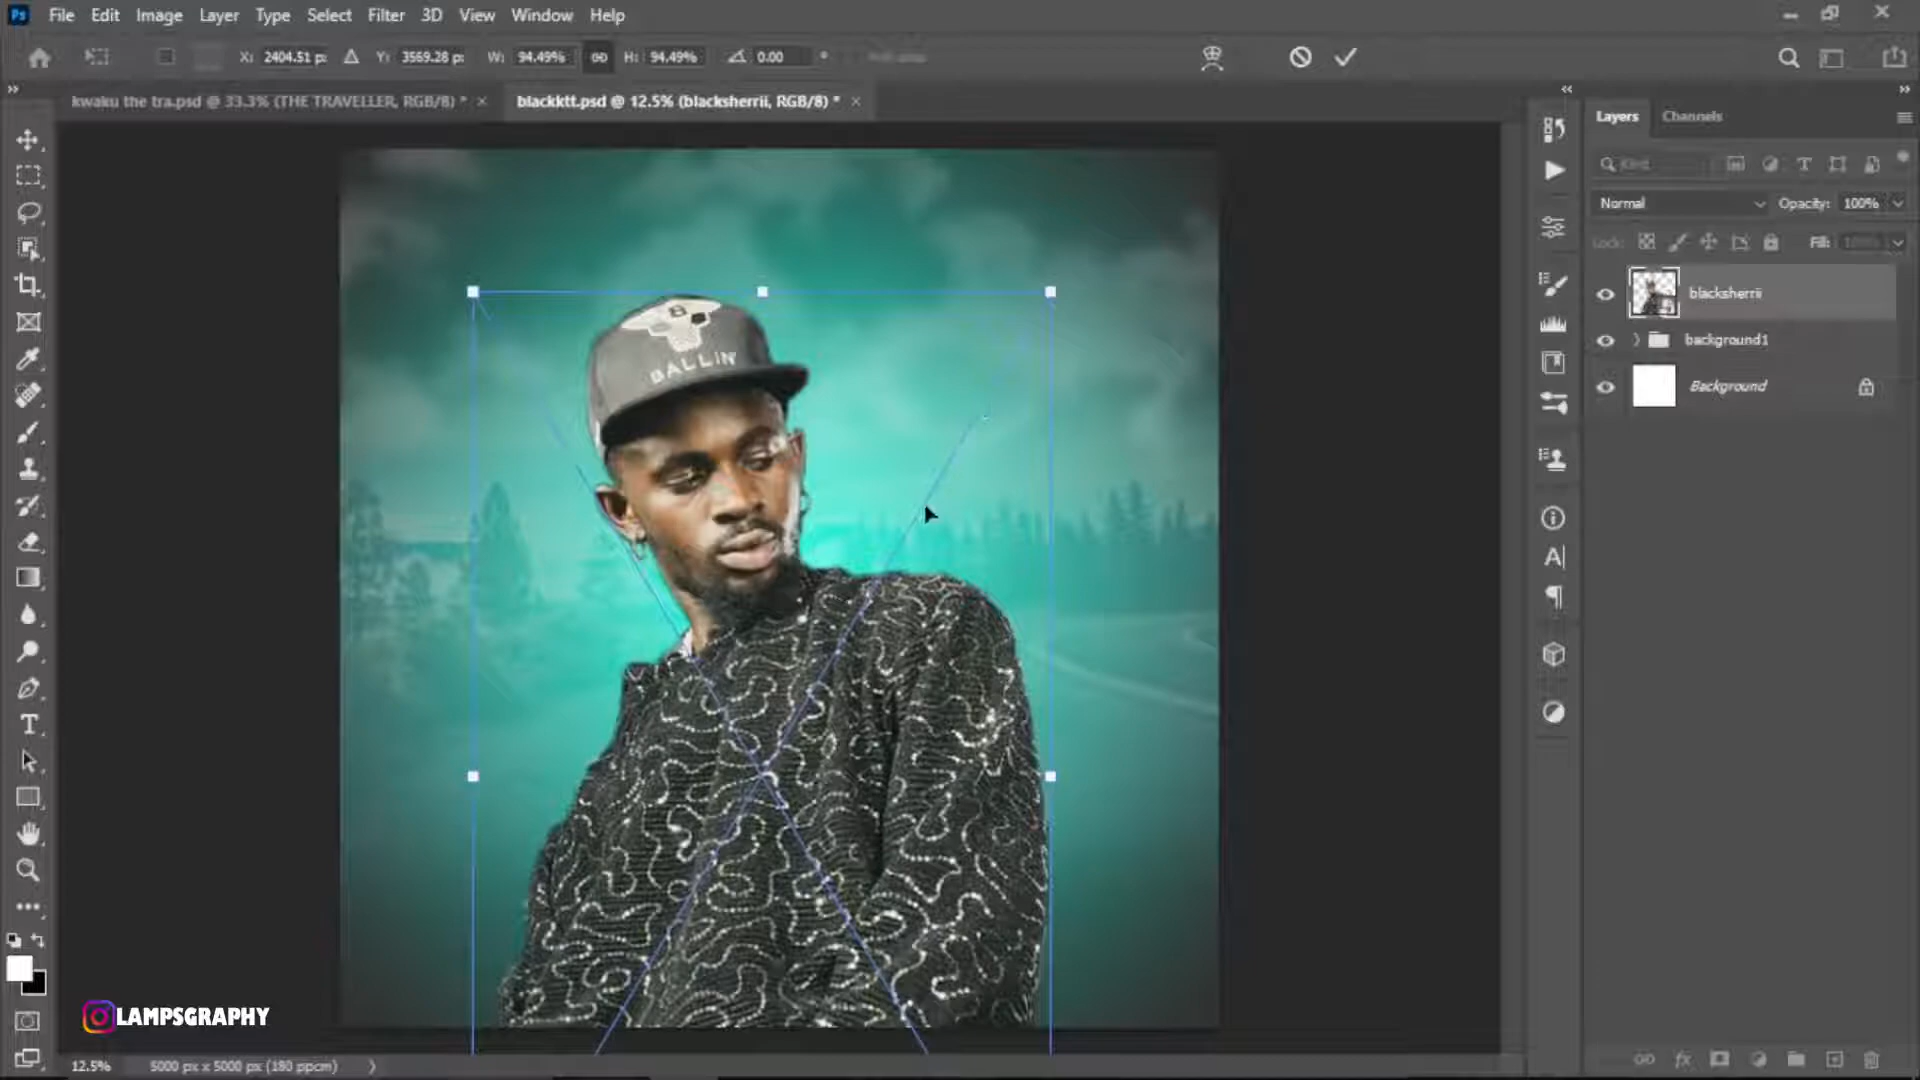 Ps File Edit Image Layer Type Select Filter 3D View Window Help
X: 2404.51 p: Y: 3569.28 p: W: 94.49% H: 94.49% 0.00 °
kwaku the tra.psd @ 33.3% (THE TRAVELLER, RGB/8) * ×
blackktt.psd @ 12.5% (blacksherrii, RGB/8) * ×
Layers Channels
Kind
Normal Opacity: 100%
Lock: Fill: 100%
blacksherrii
background1
Background
B
BALLIN'
LAMPSGRAPHY
12.5% 5000 px x 5000 px (180 ppcm)